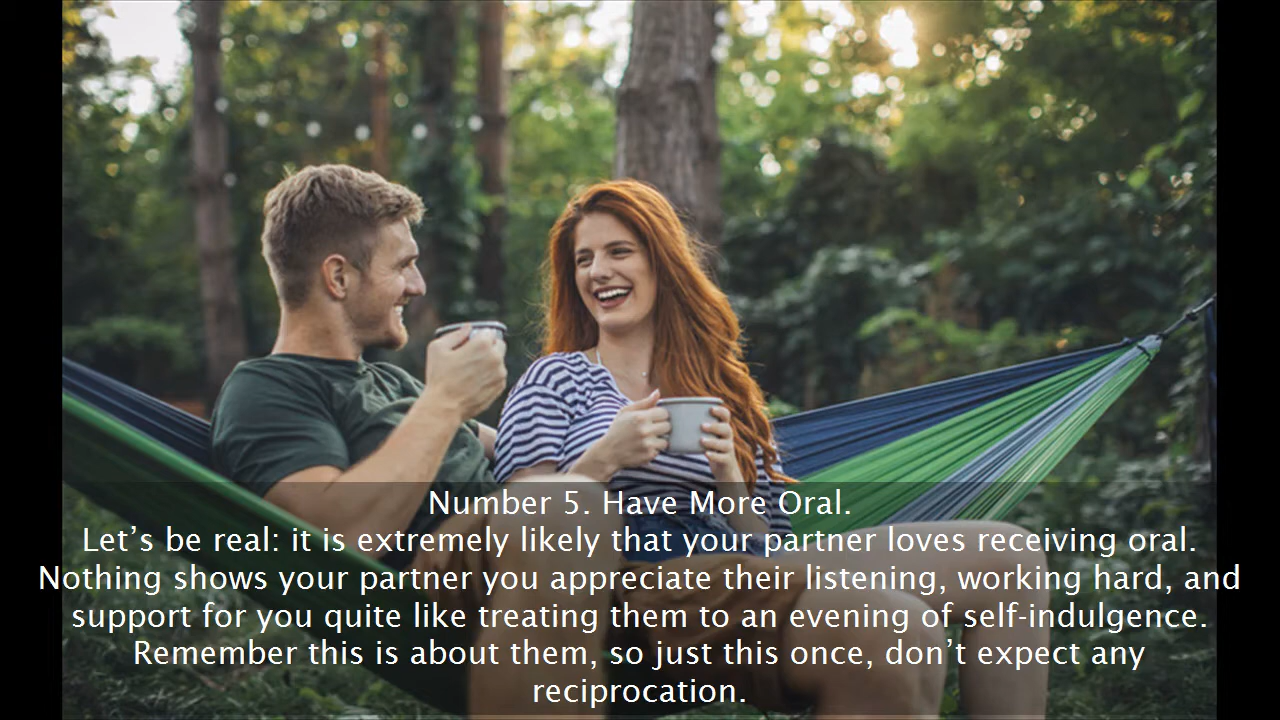 Number 5. Have More Oral.
Let’s be real: it is extremely likely that your partner loves receiving oral.
Nothing shows your partner you appreciate their listening, working hard, and
support for you quite like treating them to an evening of self-indulgence.
Remember this is about them, so just this once, don’t expect any
reciprocation.